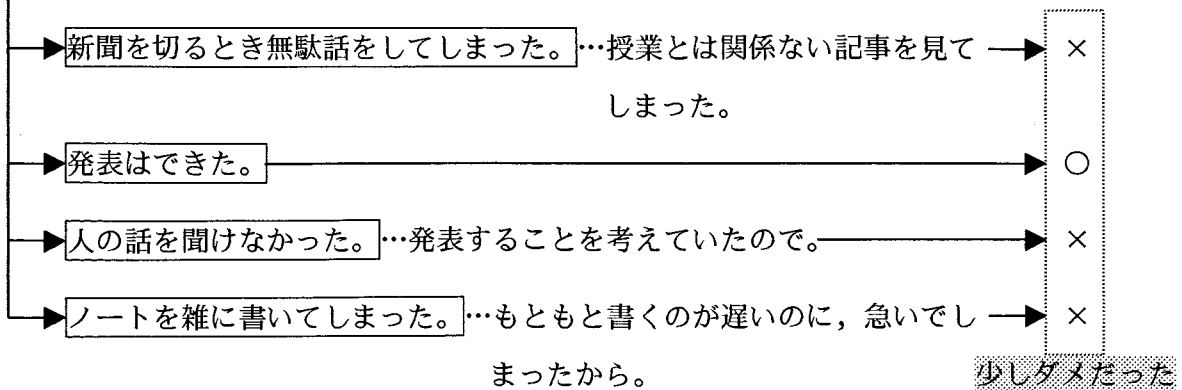 新聞を切るとき無駄話をしてしまった。…授業とは関係ない記事を見て ×
しまった。
発表はできた。 ○
人の話を聞けなかった。…発表することを考えていたので。 ×
ノートを雑に書いてしまった。…もともと書くのが遅いのに，急いでし ×
まったから。 少しダメだった